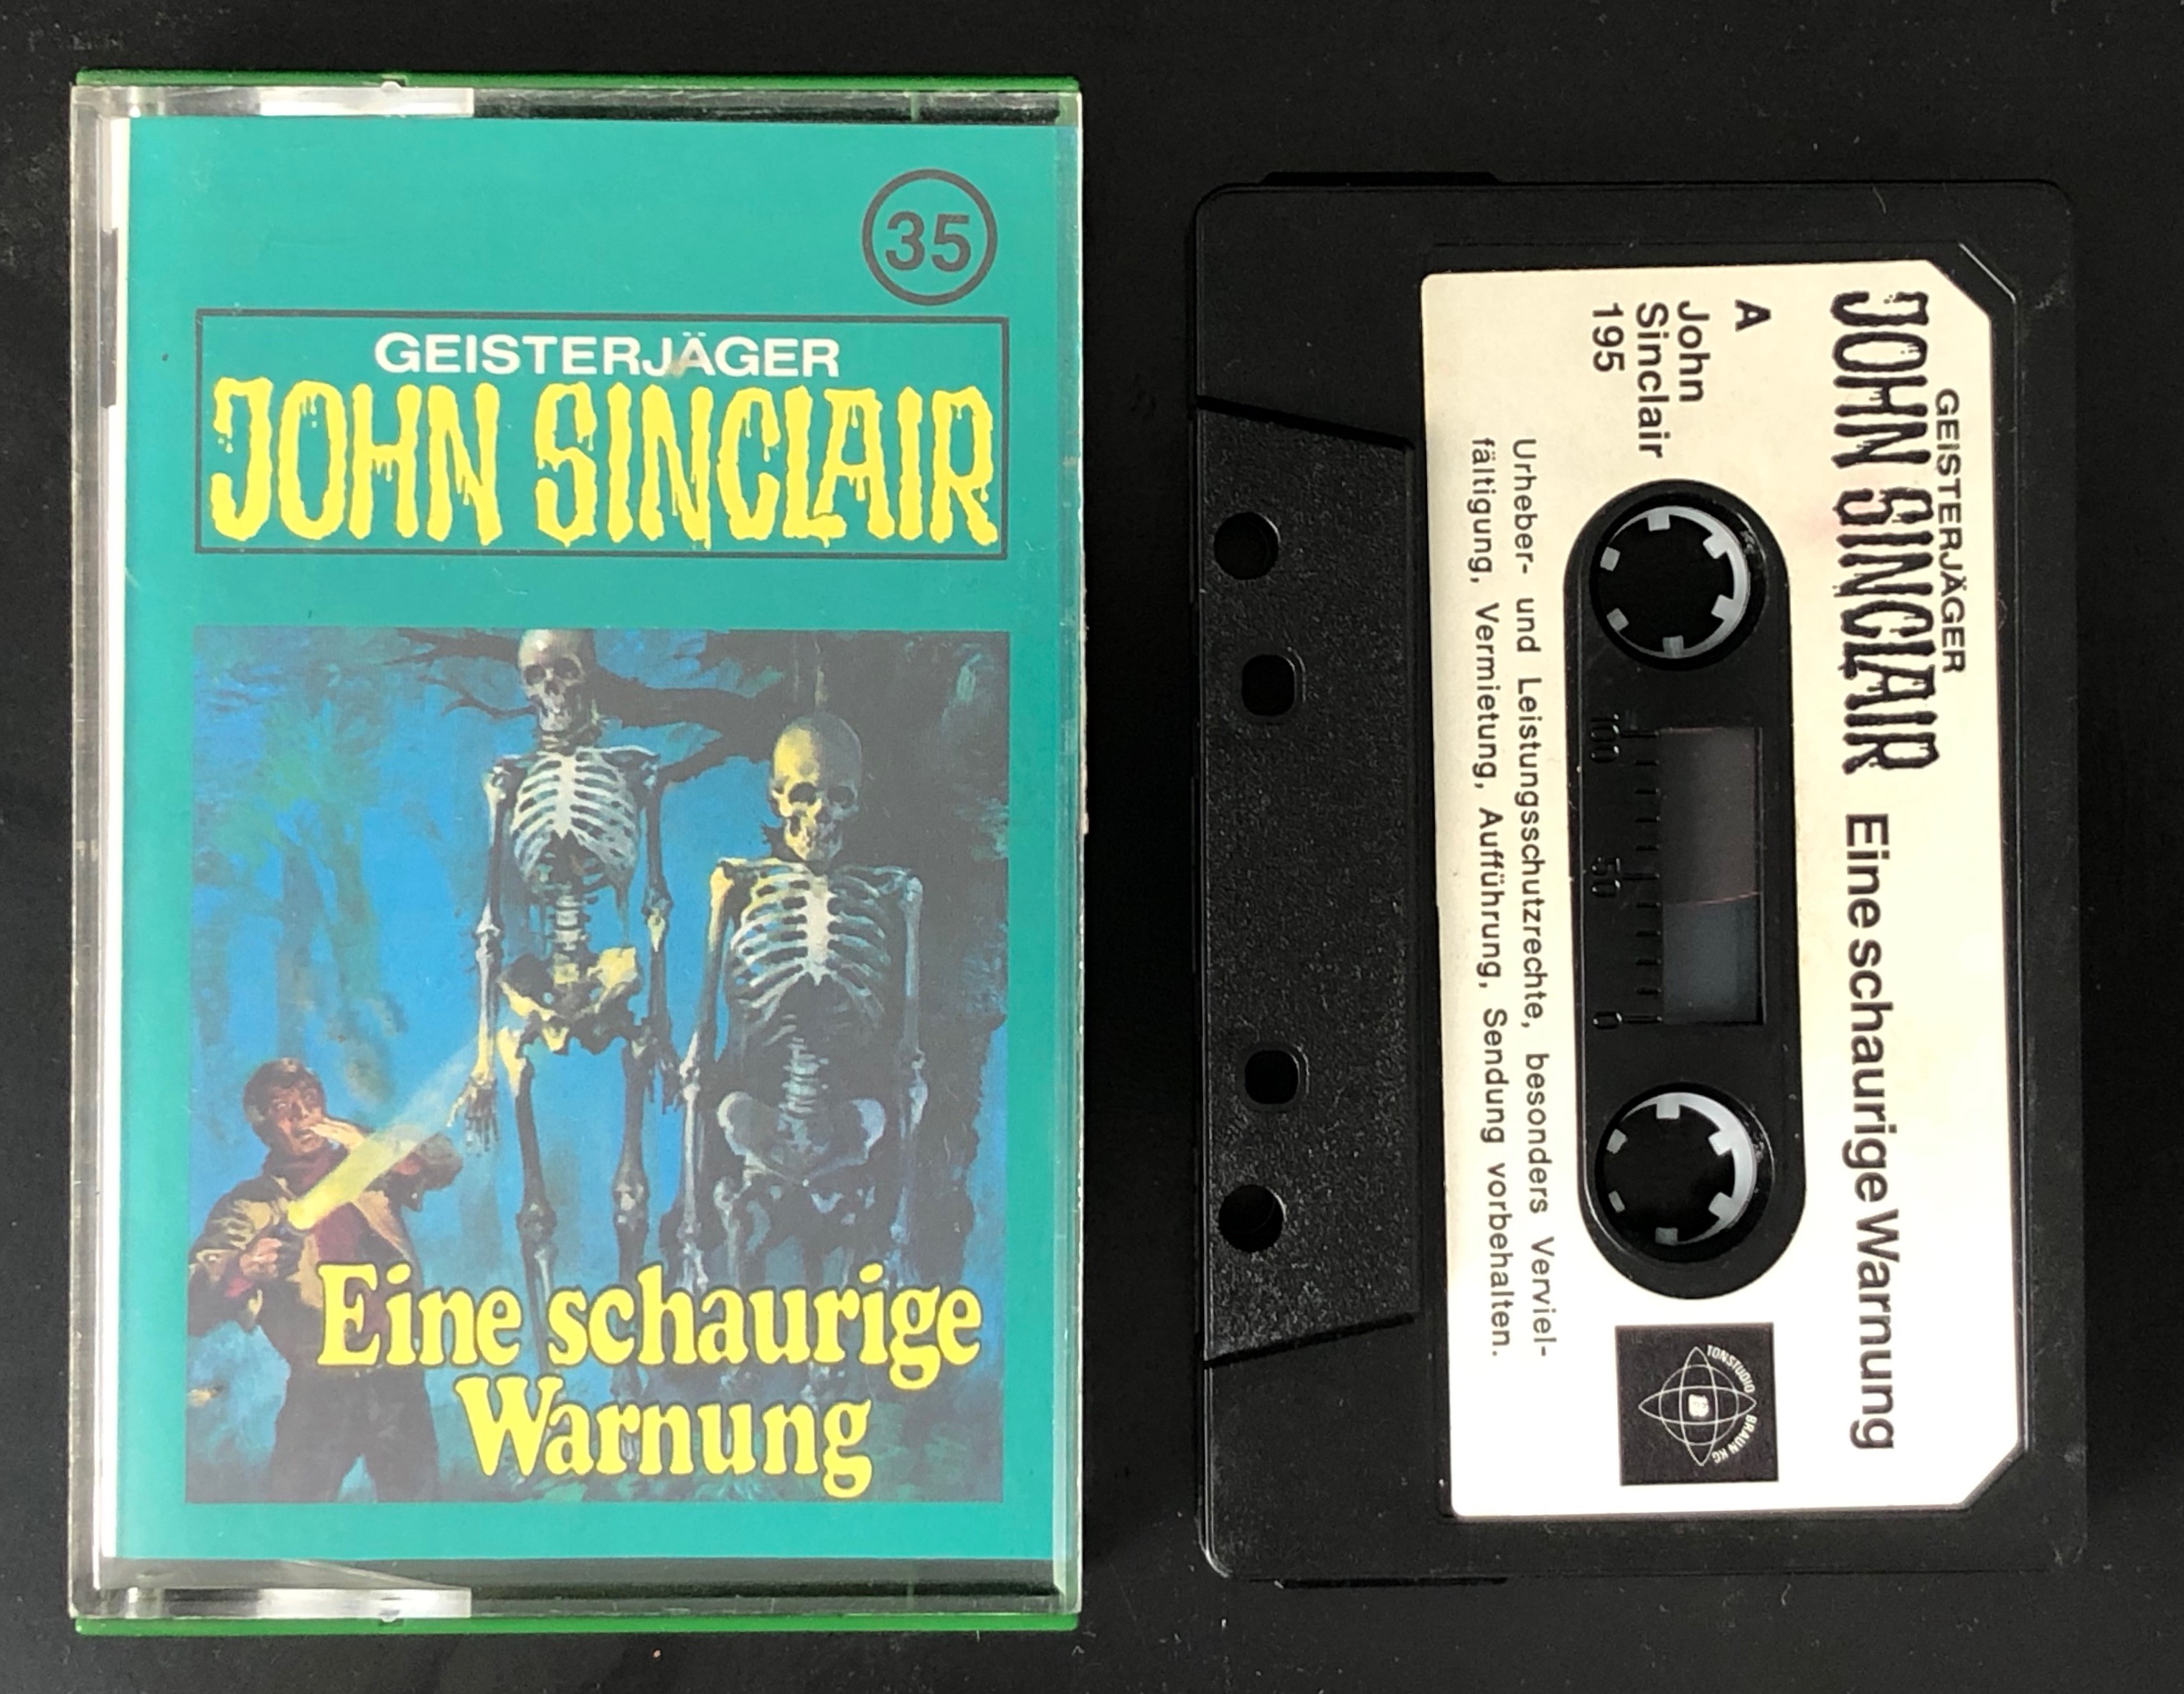 35
GEISTERJÄGER
JOHN SINCLAIR
Eine schaurige
Warnung
GEISTERJÄGER
JOHN SINCLAIR Eine schaurige Warnung
A
John
Sinclair
195
100 50 0
TONSTUDIO BRAUN KG
Urheber- und Leistungsschutzrechte, besonders Verviel-
fältigung, Vermietung, Aufführung, Sendung vorbehalten.